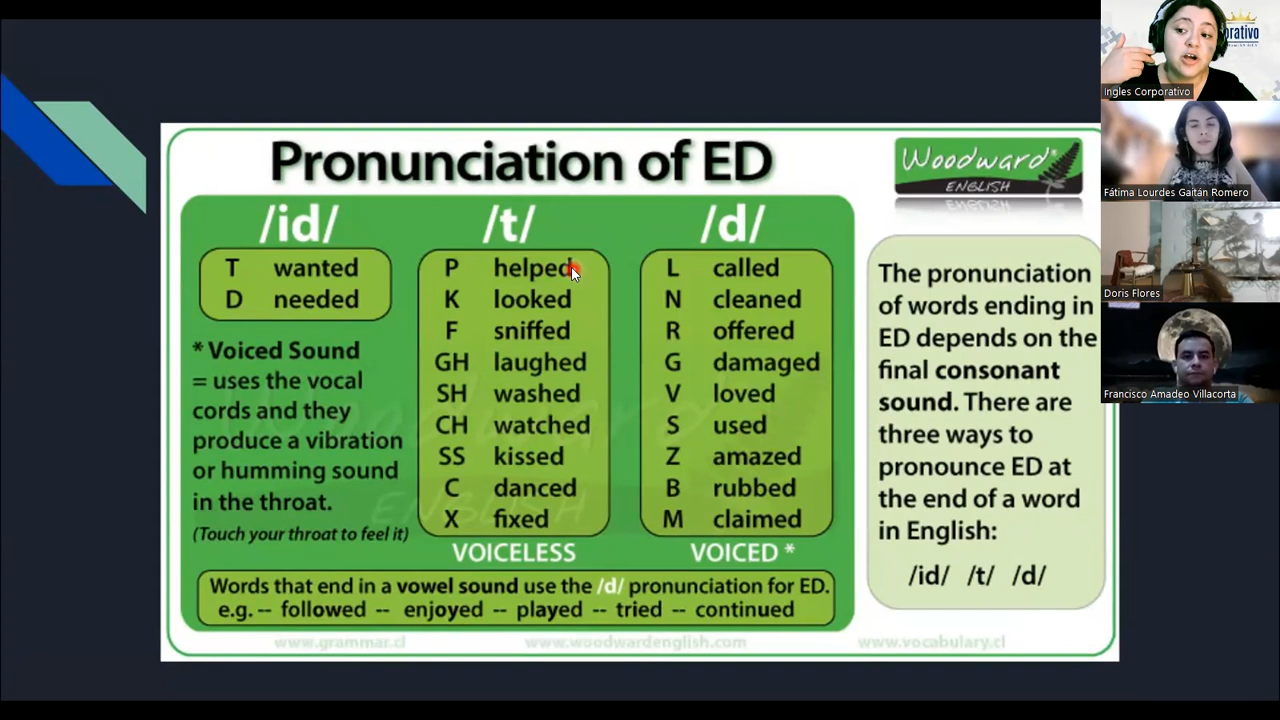 Pronunciation of ED
Woodward®
ENGLISH
/id/
T wanted
D needed
* Voiced Sound
= uses the vocal
cords and they
produce a vibration
or humming sound
in the throat.
(Touch your throat to feel it)
/t/
P helped
K looked
F sniffed
GH laughed
SH washed
CH watched
SS kissed
C danced
X fixed
VOICELESS
/d/
L called
N cleaned
R offered
G damaged
V loved
S used
Z amazed
B rubbed
M claimed
VOICED *
Words that end in a vowel sound use the /d/ pronunciation for ED.
e.g. -- followed -- enjoyed -- played -- tried -- continued
The pronunciation
of words ending in
ED depends on the
final consonant
sound. There are
three ways to
pronounce ED at
the end of a word
in English:
/id/ /t/ /d/
www.grammar.cl
www.woodwardenglish.com
www.vocabulary.cl
Ingles Corporativo
Fátima Lourdes Gaitán Romero
Doris Flores
Francisco Amadeo Villacorta